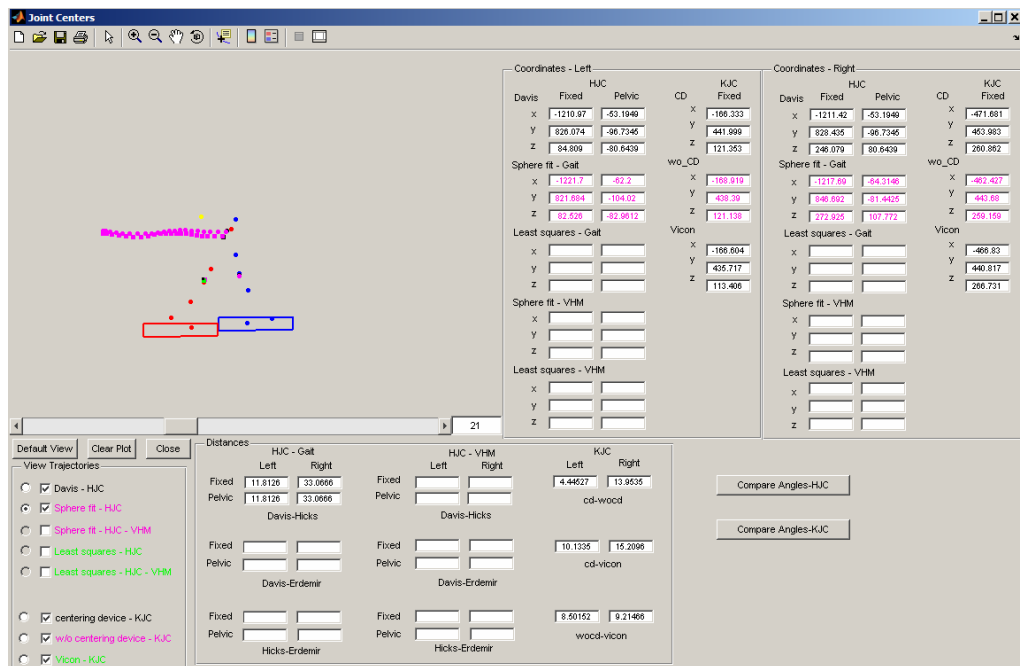 Joint Centers
Coordinates - Left
HJC KJC
Davis Fixed Pelvic CD Fixed
x -1210.97 -53.1949 x -166.333
y 826.074 -96.7345 y 441.999
z 84.809 -80.6439 z 121.353
Sphere fit - Gait wo_CD
x -1221.7 -62.2 x -168.919
y 821.684 -104.02 y 438.39
z 82.526 -82.9612 z 121.138
Least squares - Gait Vicon
x x -166.604
y y 435.717
z z 113.406
Sphere fit - VHM
x
y
z
Least squares - VHM
x
y
z
Coordinates - Right
HJC KJC
Davis Fixed Pelvic CD Fixed
x -1211.42 -53.1949 x -471.681
y 828.435 -96.7345 y 453.983
z 246.079 80.6439 z 260.862
Sphere fit - Gait wo_CD
x -1217.69 -64.3146 x -462.427
y 846.692 -81.4425 y 443.68
z 272.925 107.772 z 259.159
Least squares - Gait Vicon
x x -466.83
y y 440.817
z z 266.731
Sphere fit - VHM
x
y
z
Least squares - VHM
x
y
z
21
Default View Clear Plot Close
View Trajectories
Davis - HJC
Sphere fit - HJC
Sphere fit - HJC - VHM
Least squares - HJC
Least squares - HJC - VHM
centering device - KJC
w/o centering device - KJC
Vicon - KJC
Distances
HJC - Gait HJC - VHM KJC
Left Right Left Right Left Right
Fixed 11.8126 33.0666 Fixed 4.44527 13.9535
Pelvic 11.8126 33.0666 Pelvic cd-wocd
Davis-Hicks Davis-Hicks
Fixed Fixed 10.1335 15.2096
Pelvic Pelvic cd-vicon
Davis-Erdemir Davis-Erdemir
Fixed Fixed 8.50152 9.21466
Pelvic Pelvic wocd-vicon
Hicks-Erdemir Hicks-Erdemir
Compare Angles-HJC
Compare Angles-KJC